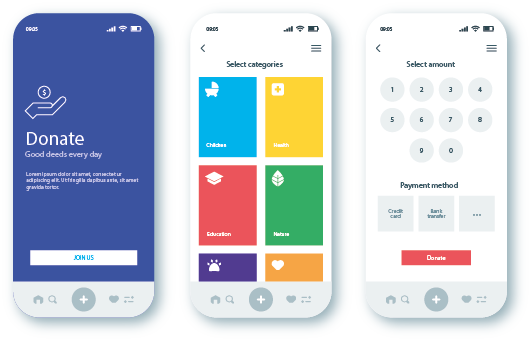 09:05
$
Donate
Good deeds every day
Lorem ipsum dolor sit amet, consectetur
adipiscing elit. Ut fringilla dapibus ante, sit amet
gravida tortor.
JOIN US
09:05
Select categories
Children
Health
Education
Nature
09:05
Select amount
1 2 3 4
5 6 7 8
9 0
Payment method
Credit
card
Bank
transfer
...
Donate